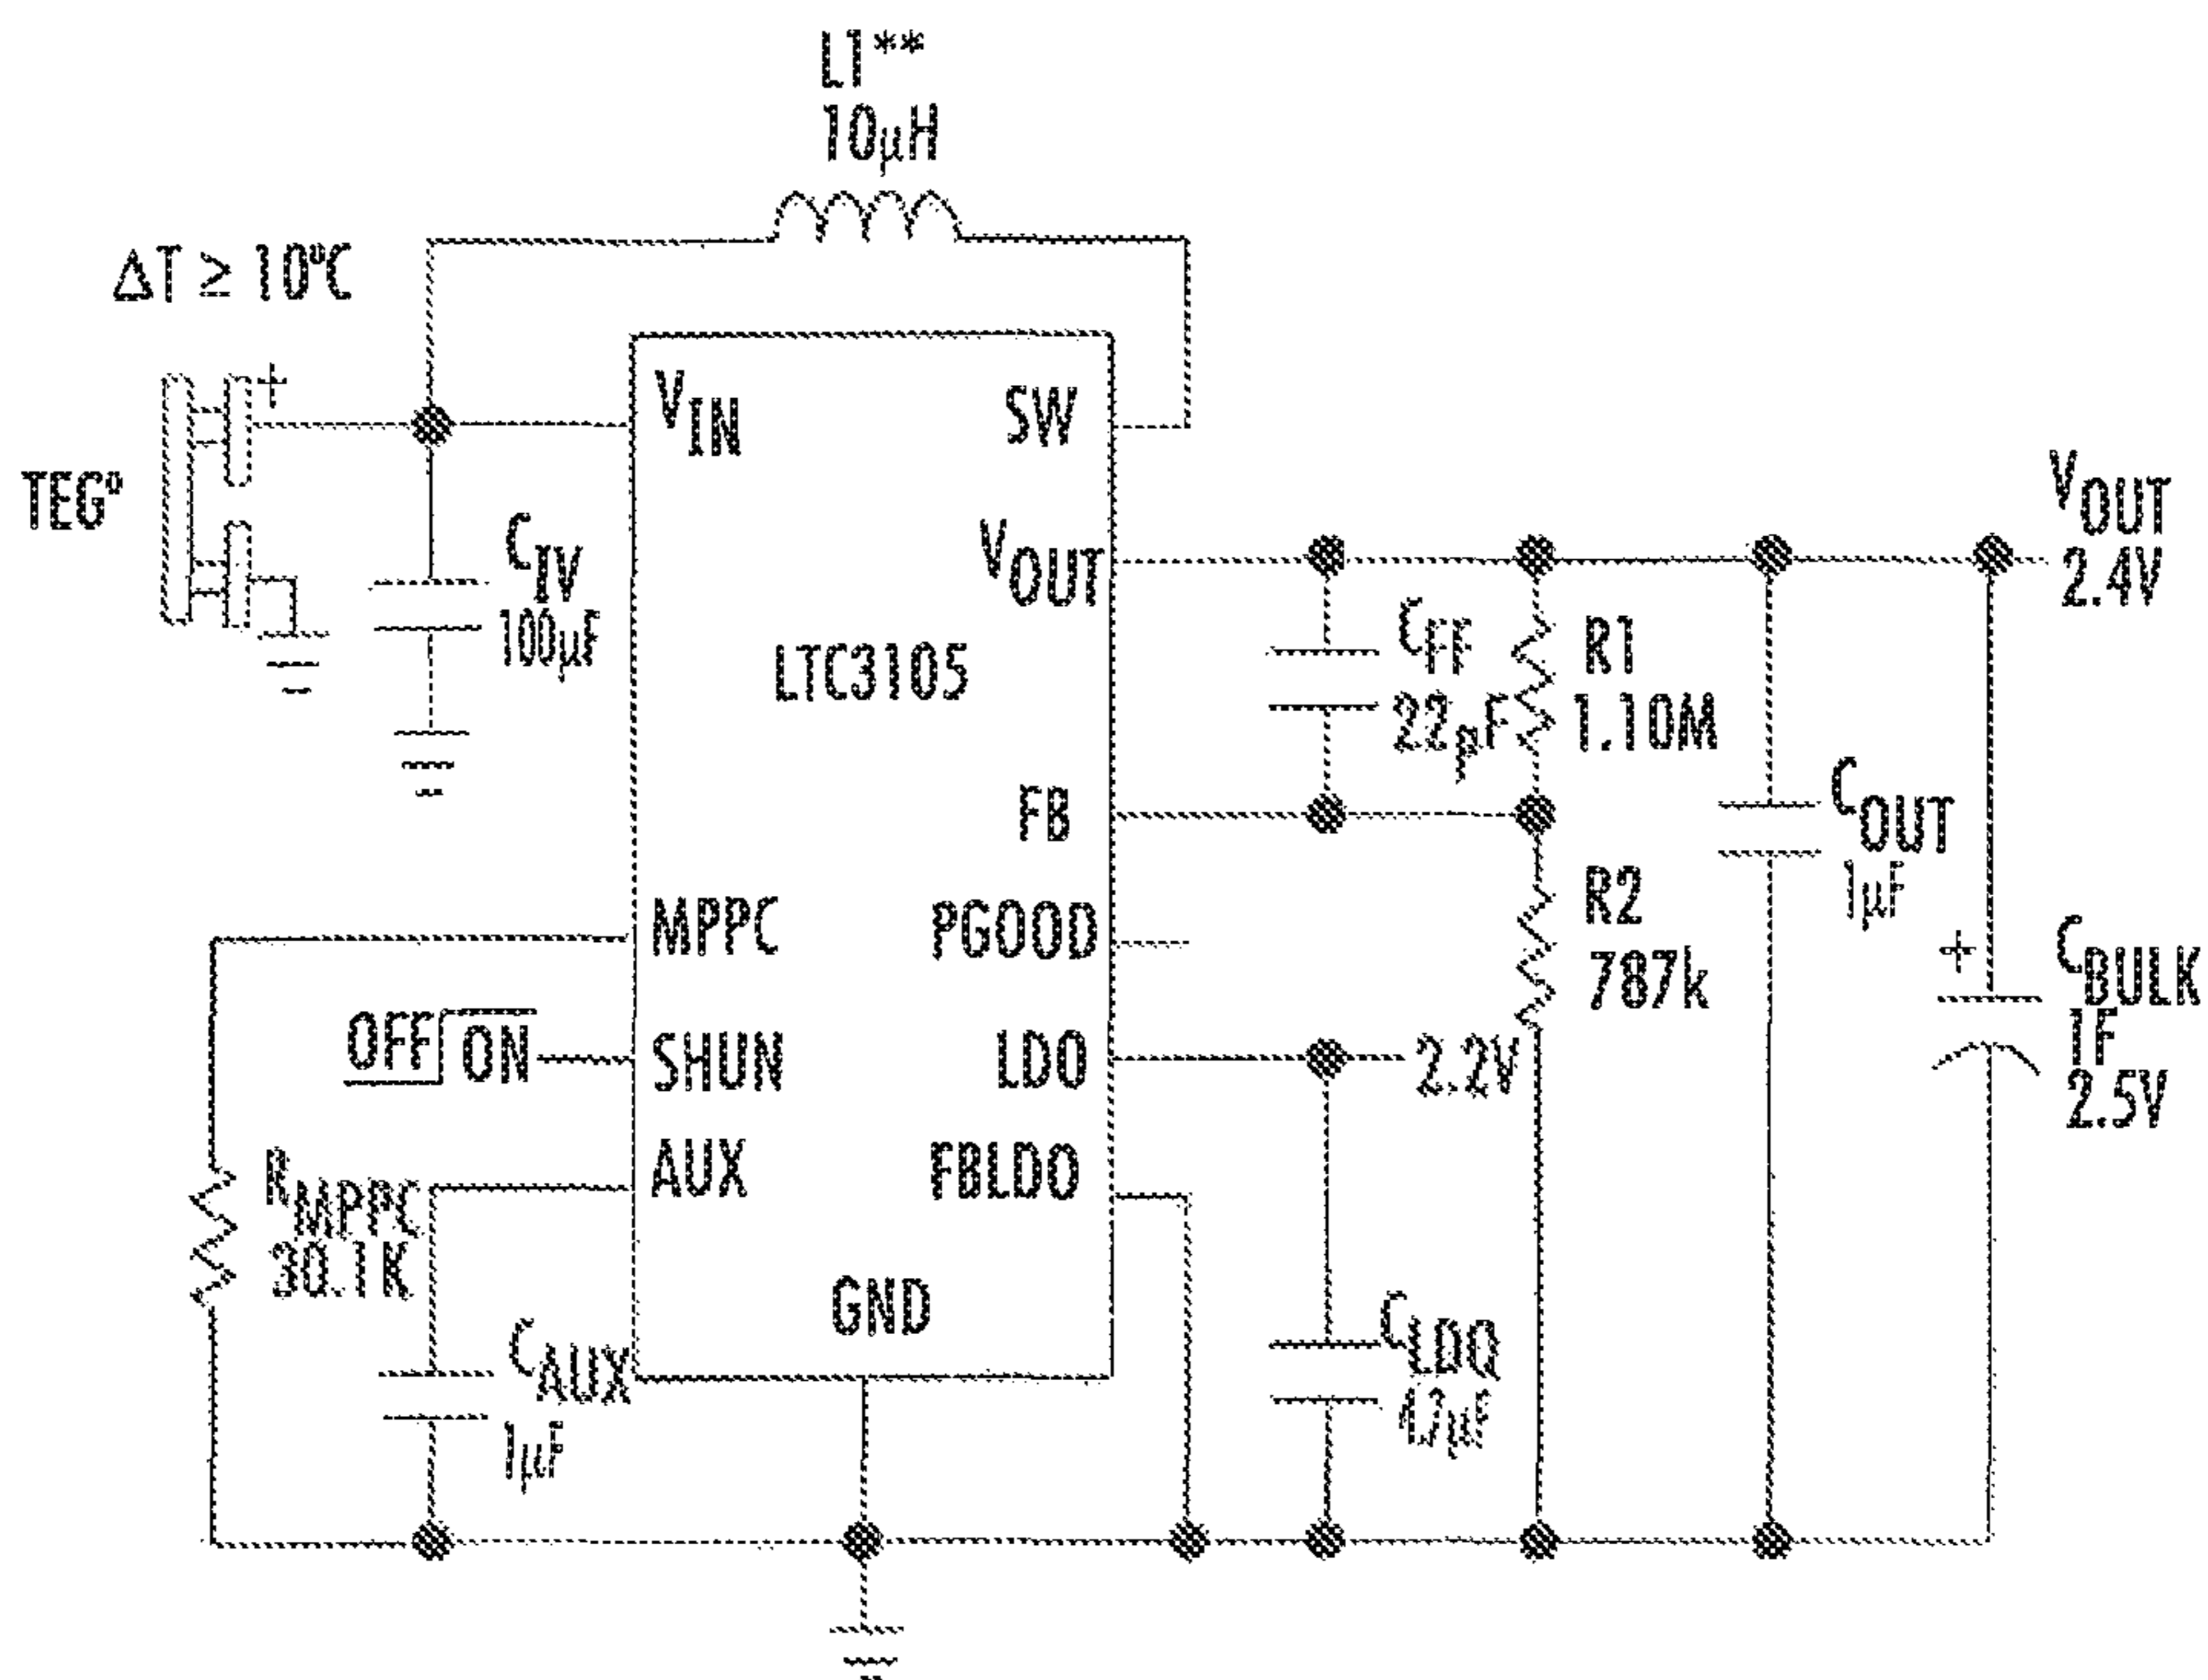 L1**
10μH
ΔT ≥ 10°C
+
TEG°
VIN
SW
CIV
100μF
VOUT
VOUT
2.4V
LTC3105
CFF
22pF
R1
1.10M
FB
COUT
1μF
MPPC
PGOOD
R2
787k
+
CBULK
1F
2.5V
OFF ON
SHUN
LDO
2.2V
AUX
FBLDO
RMPPC
30.1K
GND
CAUX
1μF
CLDO